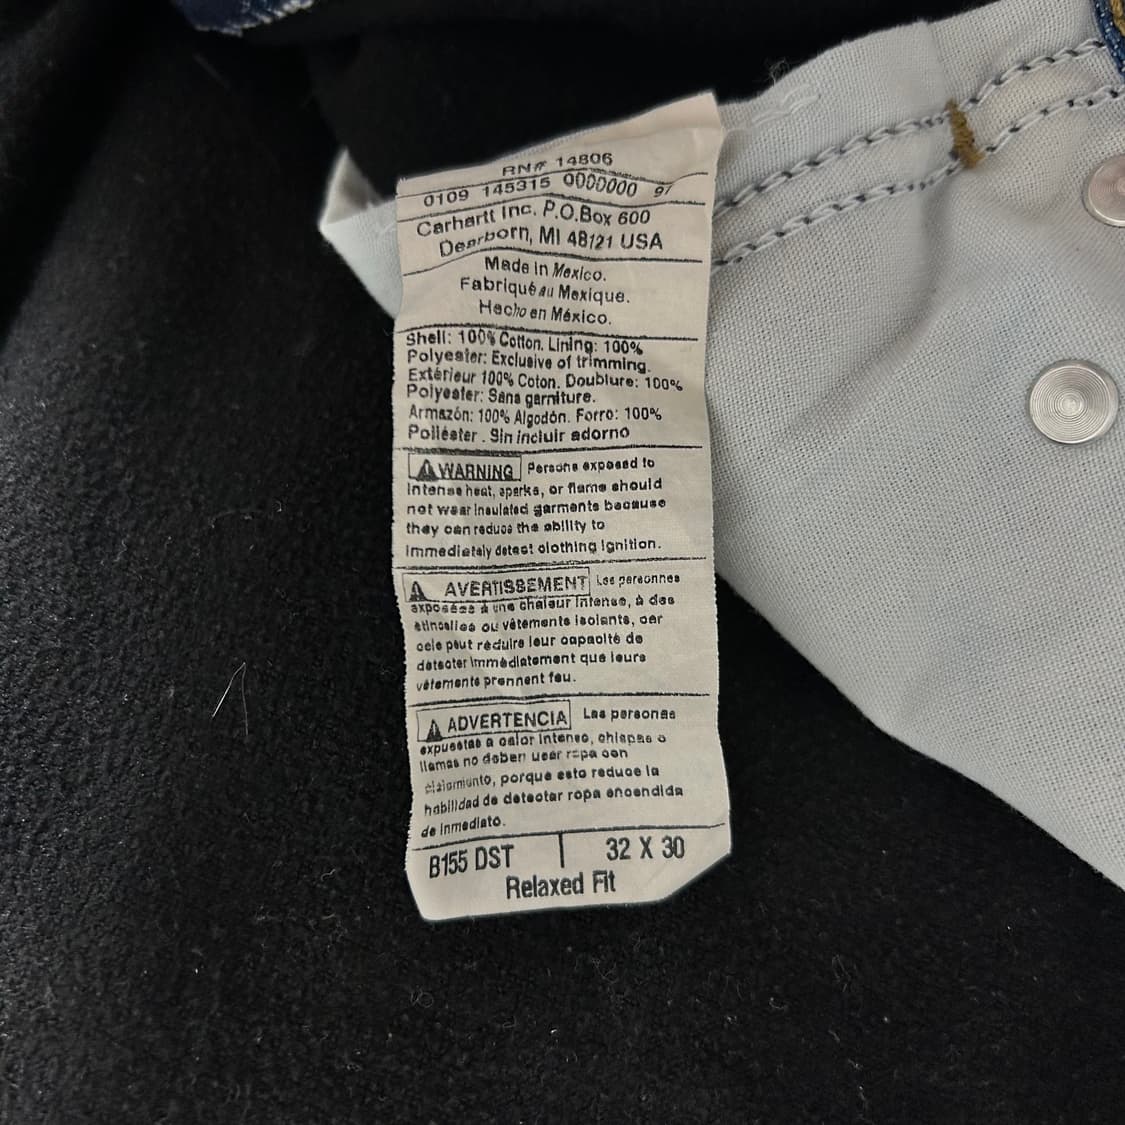 RN# 14806
0109 145315 0000000
Carhartt Inc. P.O.Box 600
Dearborn, MI 48121 USA
Made in Mexico.
Fabriqué au Mexique.
Hecho en México.
Shell: 100% Cotton. Lining: 100%
Polyester: Exclusive of trimming.
Extérieur 100% Coton. Doublure: 100%
Polyester: Sans garniture.
Armazón: 100% Algodón. Forro: 100%
Poliéster . Sin incluir adorno
WARNING Persons exposed to
intense heat, sparks, or flame should
not wear insulated garments because
they can reduce the ability to
immediately detect clothing ignition.
AVERTISSEMENT Les personnes
exposées à une chaleur intense, à des
étincelles ou vêtements isolants, car
cela peut réduire leur capacité de
détecter immédiatement que leurs
vêtements prennent feu.
ADVERTENCIA Las personas
expuestas a calor intenso, chispas o
llamas no deben usar ropa con
aislamiento, porque esto reduce la
habilidad de detectar ropa encendida
de inmediato.
B155 DST | 32 X 30
Relaxed Fit